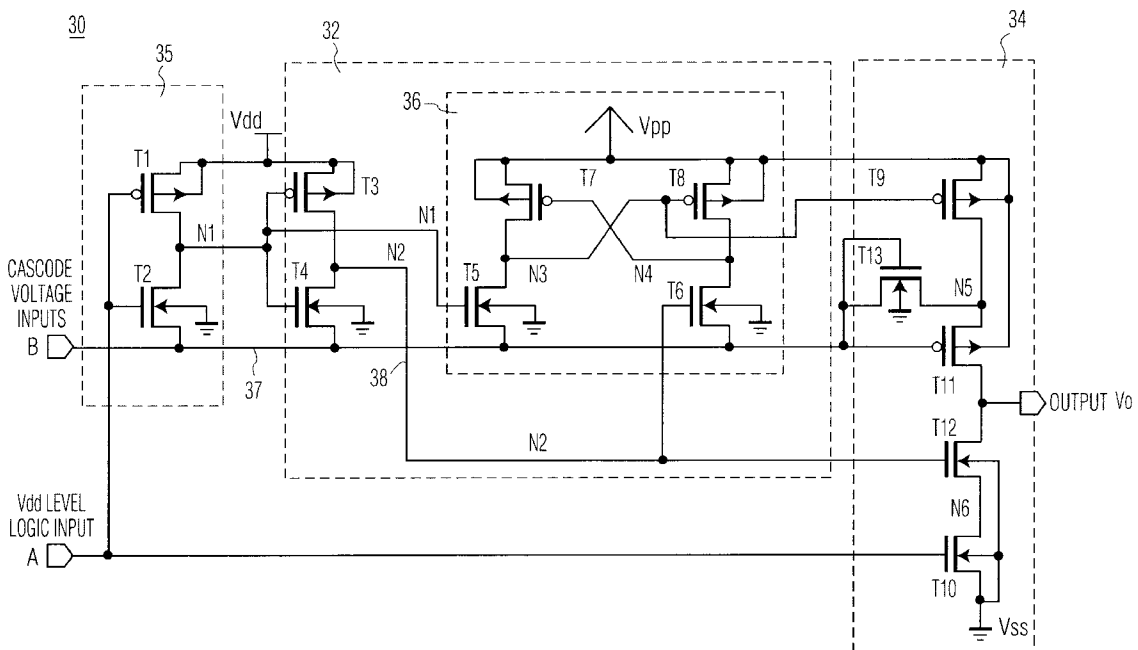 30
35
32
34
36
Vdd
Vpp
T1
T3
T7
T8
T9
N1
N1
T13
N2
N3
N4
N5
T2
T4
T5
T6
CASCODE
VOLTAGE
INPUTS
B
37
38
T11
OUTPUT Vo
N2
T12
N6
Vdd LEVEL
LOGIC INPUT
A
T10
Vss